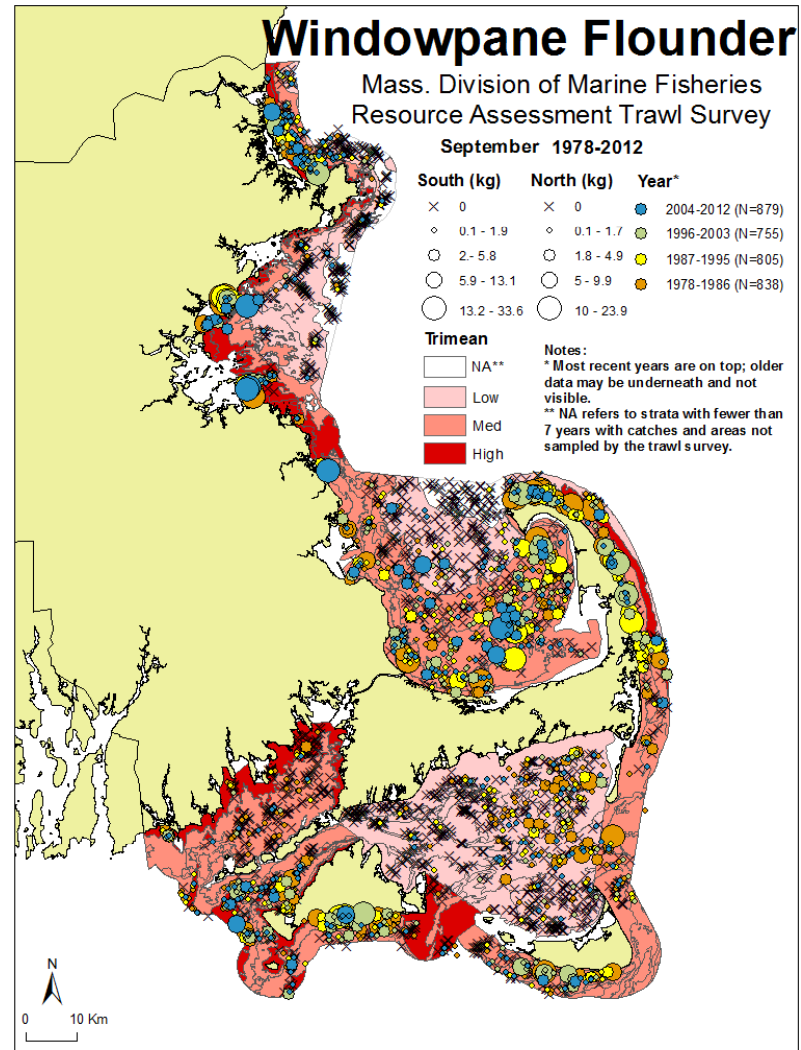 Windowpane Flounder
Mass. Division of Marine Fisheries
Resource Assessment Trawl Survey
September 1978-2012
South (kg) North (kg) Year*
0 0 2004-2012 (N=879)
0.1 - 1.9 0.1 - 1.7 1996-2003 (N=755)
2.- 5.8 1.8 - 4.9 1987-1995 (N=805)
5.9 - 13.1 5 - 9.9 1978-1986 (N=838)
13.2 - 33.6 10 - 23.9
Trimean
NA**
Low
Med
High
Notes:
* Most recent years are on top; older
data may be underneath and not
visible.
** NA refers to strata with fewer than
7 years with catches and areas not
sampled by the trawl survey.
N
0 10 Km